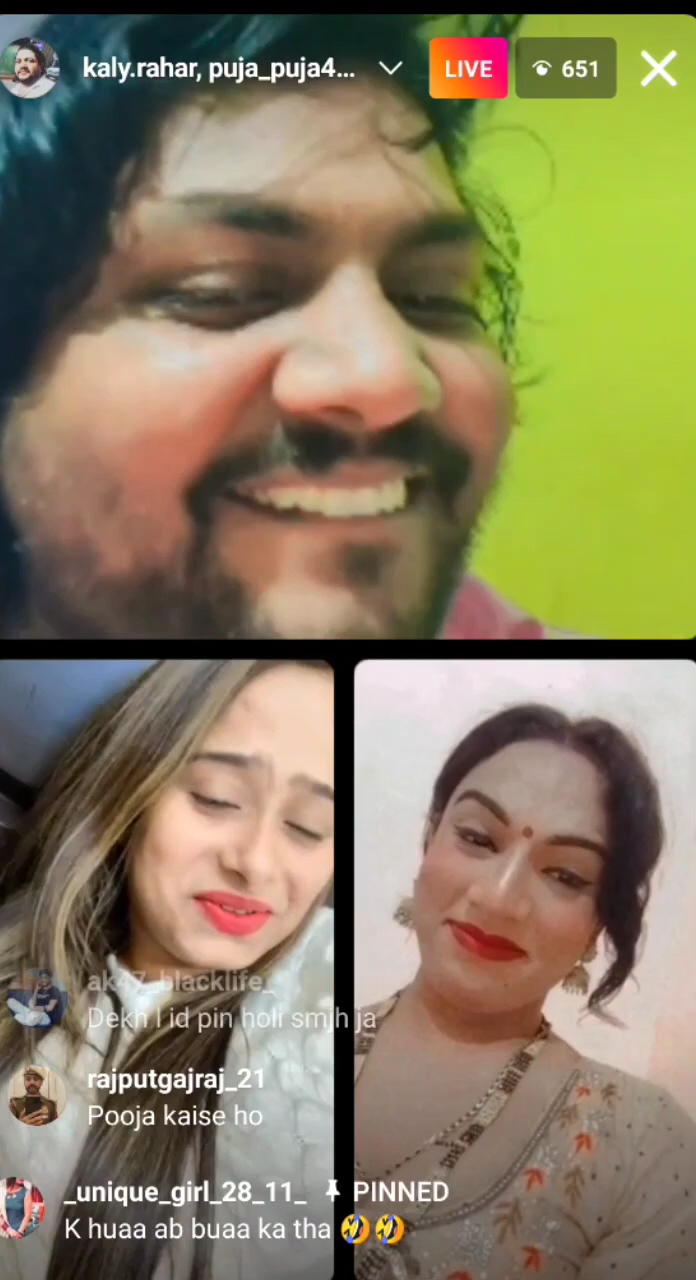 kaly.rahar, puja_puja4...
LIVE
651
ak47_blacklife_
Dekh l id pin holi smjh ja
rajputgajraj_21
Pooja kaise ho
_unique_girl_28_11_ PINNED
K huaa ab buaa ka tha 🤣🤣